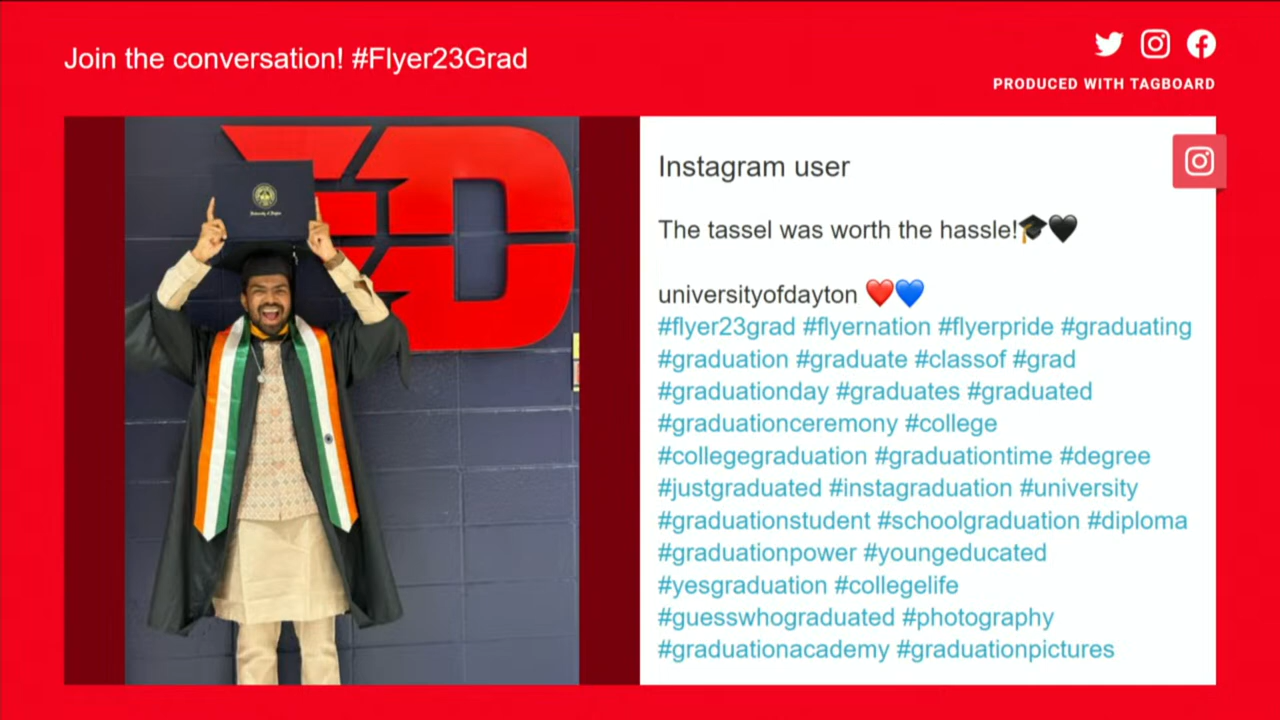 Join the conversation! #Flyer23Grad
PRODUCED WITH TAGBOARD
Instagram user
The tassel was worth the hassle!🎓🖤
universityofdayton ❤️💙
#flyer23grad #flyernation #flyerpride #graduating
#graduation #graduate #classof #grad
#graduationday #graduates #graduated
#graduationceremony #college
#collegegraduation #graduationtime #degree
#justgraduated #instagraduation #university
#graduationstudent #schoolgraduation #diploma
#graduationpower #youngeducated
#yesgraduation #collegelife
#guesswhograduated #photography
#graduationacademy #graduationpictures